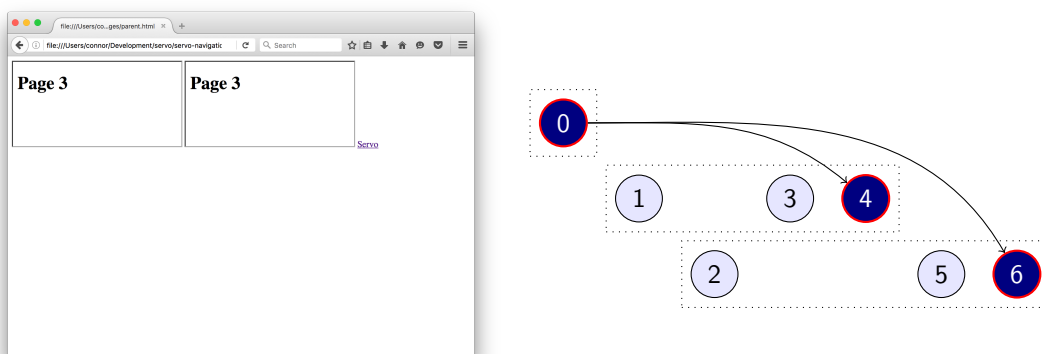 file:///Users/co...ges/parent.html
file:///Users/connor/Development/servo/servo-navigatic
Search
Page 3
Page 3
Servo
0
1
3
4
2
5
6